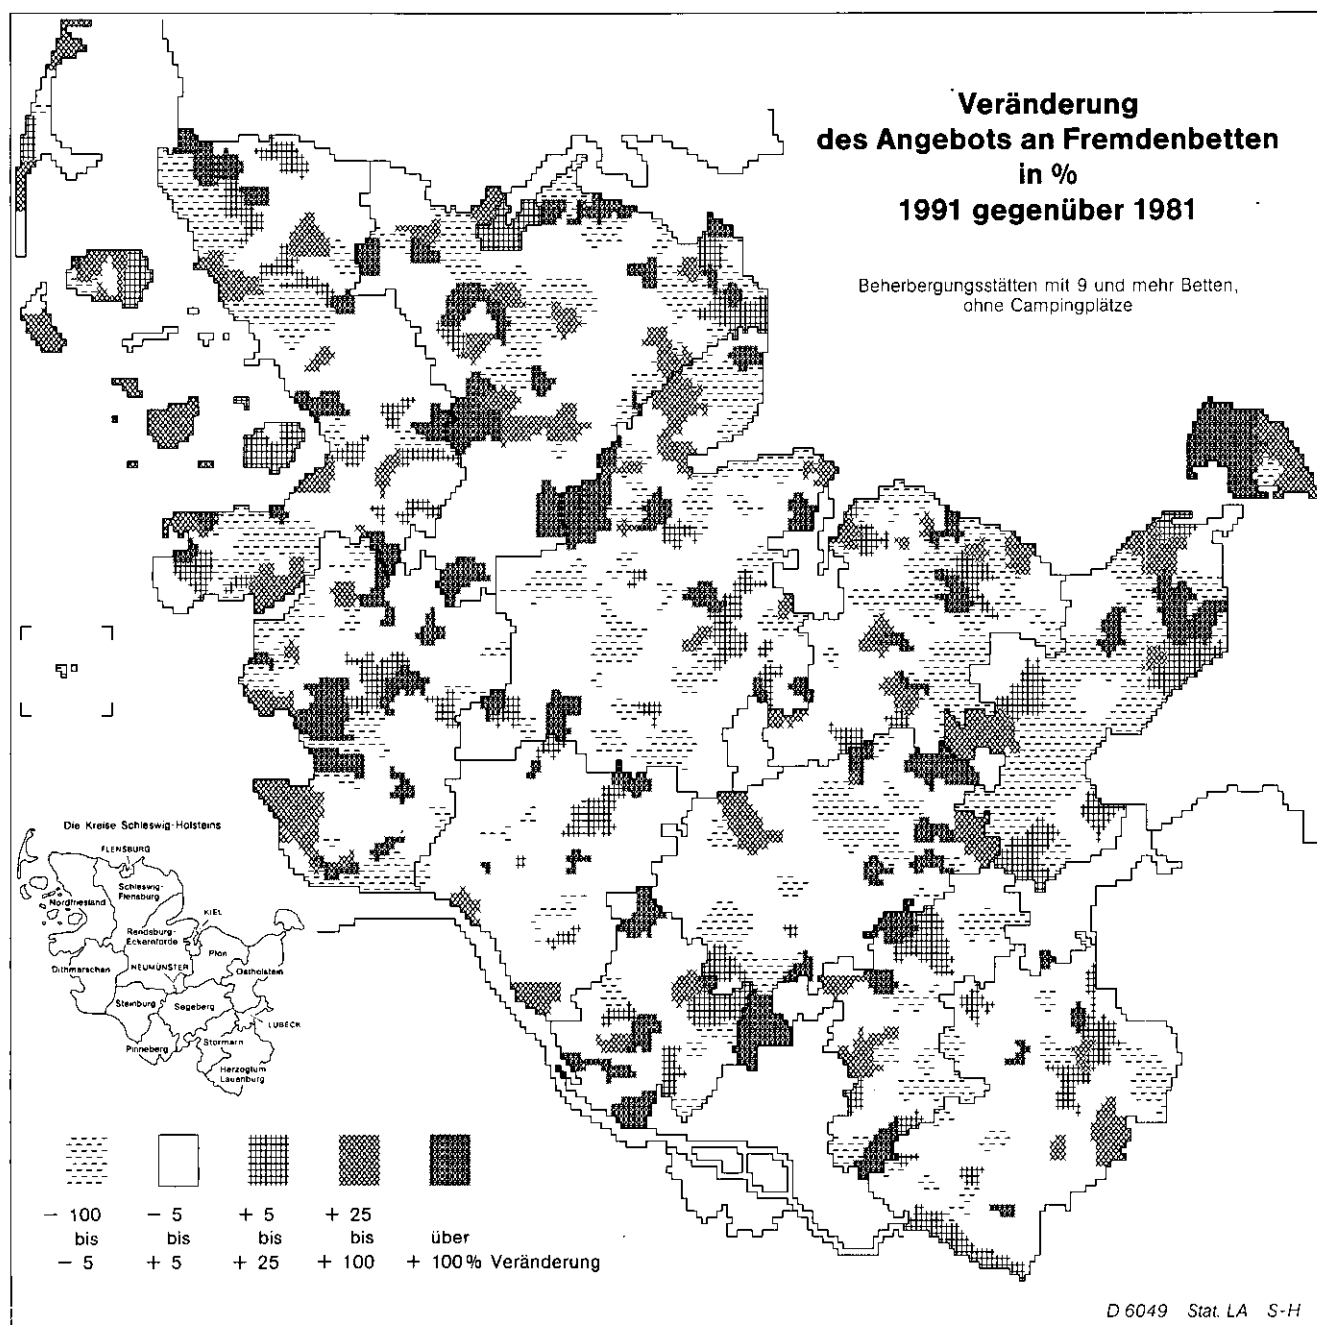 Veränderung
des Angebots an Fremdenbetten
in %
1991 gegenüber 1981
Beherbergungsstätten mit 9 und mehr Betten,
ohne Campingplätze
Die Kreise Schleswig-Holsteins
FLENSBURG
Schleswig-
Flensburg
Nordfriesland
KIEL
Rendsburg-
Eckernförde
Plön
Dithmarschen
NEUMÜNSTER
Ostholstein
Steinburg
Segeberg
LÜBECK
Pinneberg
Stormarn
Herzogtum
Lauenburg
– 100 – 5 + 5 + 25
bis bis bis bis über
– 5 + 5 + 25 + 100 + 100% Veränderung
D 6049 Stat. LA S-H